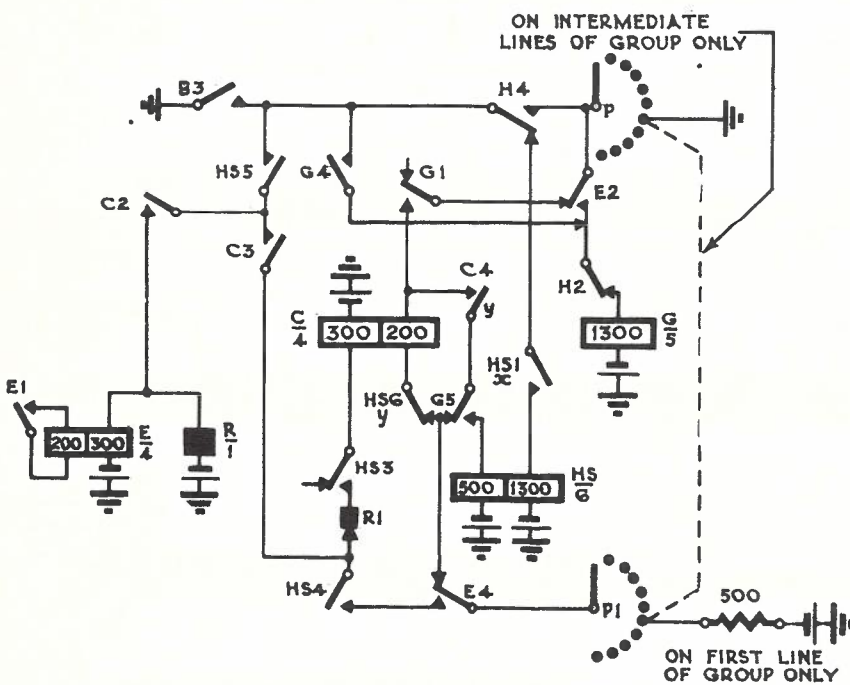 ON INTERMEDIATE
LINES OF GROUP ONLY
B3
H4
P
HS5
G4
G1
E2
C2
C3
C4
y
H2
C/4
300
200
G/5
1300
HS1
x
E1
HS6
y
G5
200
300
E/4
R/1
HS3
500
1300
HS/6
R1
HS4
E4
P1
500
ON FIRST LINE
OF GROUP ONLY